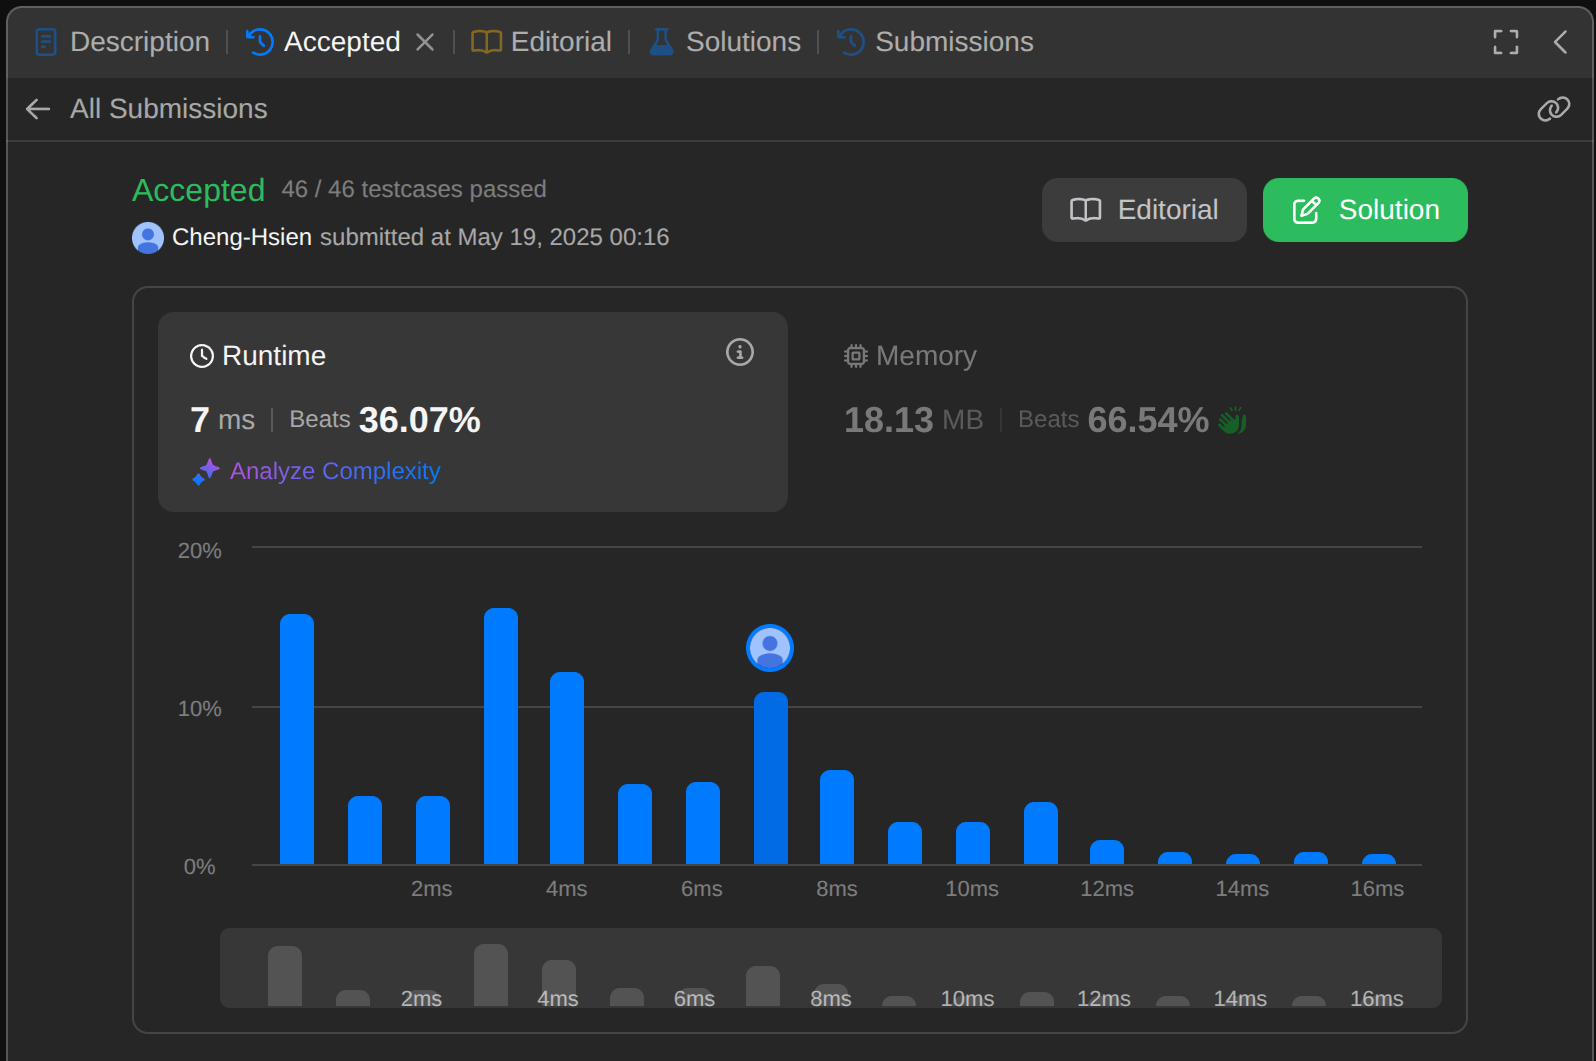 Description Accepted Editorial Solutions Submissions
All Submissions
Accepted 46 / 46 testcases passed
Cheng-Hsien submitted at May 19, 2025 00:16
Editorial Solution
Runtime
7 ms Beats 36.07%
Analyze Complexity
Memory
18.13 MB Beats 66.54%
20%
10%
0%
2ms 4ms 6ms 8ms 10ms 12ms 14ms 16ms
2ms 4ms 6ms 8ms 10ms 12ms 14ms 16ms